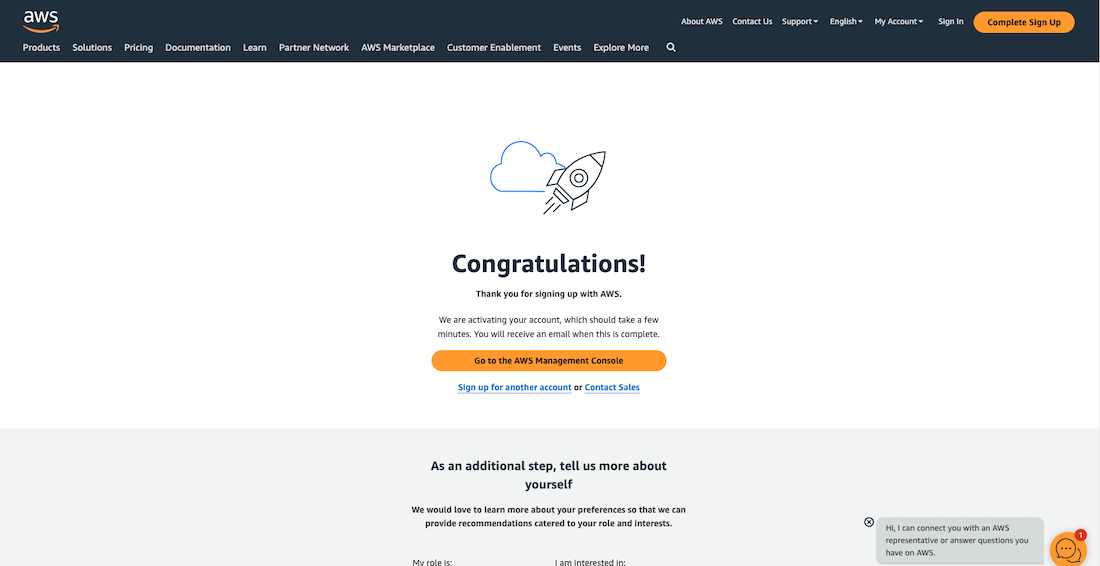 aws
About AWS Contact Us Support English My Account Sign In Complete Sign Up
Products Solutions Pricing Documentation Learn Partner Network AWS Marketplace Customer Enablement Events Explore More
Congratulations!
Thank you for signing up with AWS.
We are activating your account, which should take a few
minutes. You will receive an email when this is complete.
Go to the AWS Management Console
Sign up for another account or Contact Sales
As an additional step, tell us more about
yourself
We would love to learn more about your preferences so that we can
provide recommendations catered to your role and interests.
My role is: I am interested in:
Hi, I can connect you with an AWS
representative or answer questions you
have on AWS.
1